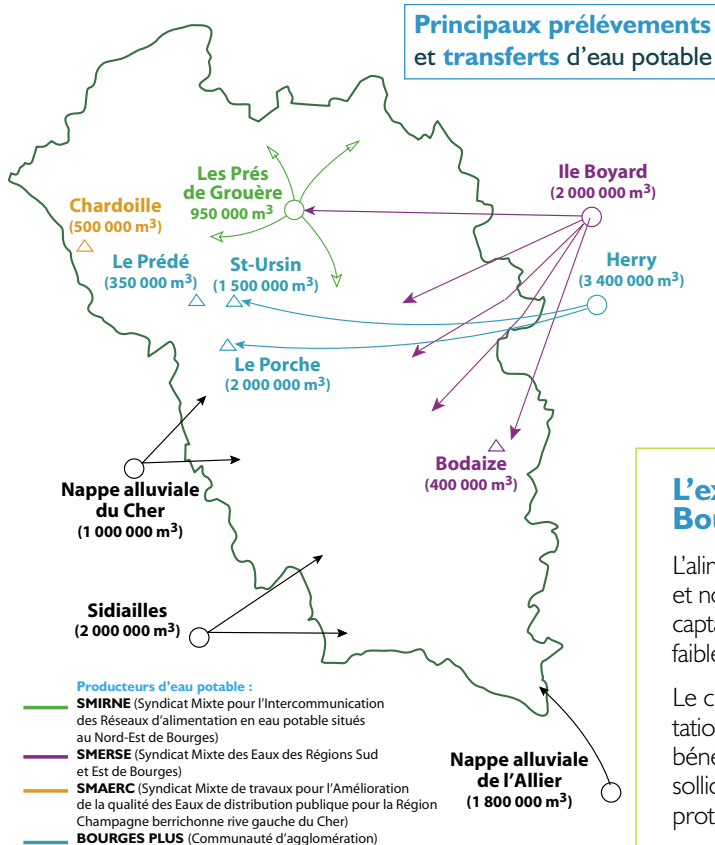 Principaux prélévements
et transferts d'eau potable
Les Prés
de Grouère
950 000 m³
Ile Boyard
(2 000 000 m³)
Chardoille
(500 000 m³)
Le Prédé
(350 000 m³)
St-Ursin
(1 500 000 m³)
Herry
(3 400 000 m³)
Le Porche
(2 000 000 m³)
Bodaize
(400 000 m³)
Nappe alluviale
du Cher
(1 000 000 m³)
Sidiailles
(2 000 000 m³)
Nappe alluviale
de l'Allier
(1 800 000 m³)
Producteurs d'eau potable :
SMIRNE (Syndicat Mixte pour l'Intercommunication
des Réseaux d'alimentation en eau potable situés
au Nord-Est de Bourges)
SMERSE (Syndicat Mixte des Eaux des Régions Sud
et Est de Bourges)
SMAERC (Syndicat Mixte de travaux pour l'Amélioration
de la qualité des Eaux de distribution publique pour la Région
Champagne berrichonne rive gauche du Cher)
BOURGES PLUS (Communauté d'agglomération)
L'ex
Bou
L'alin
et no
capta
faible
Le c
tation
béné
sollic
prot